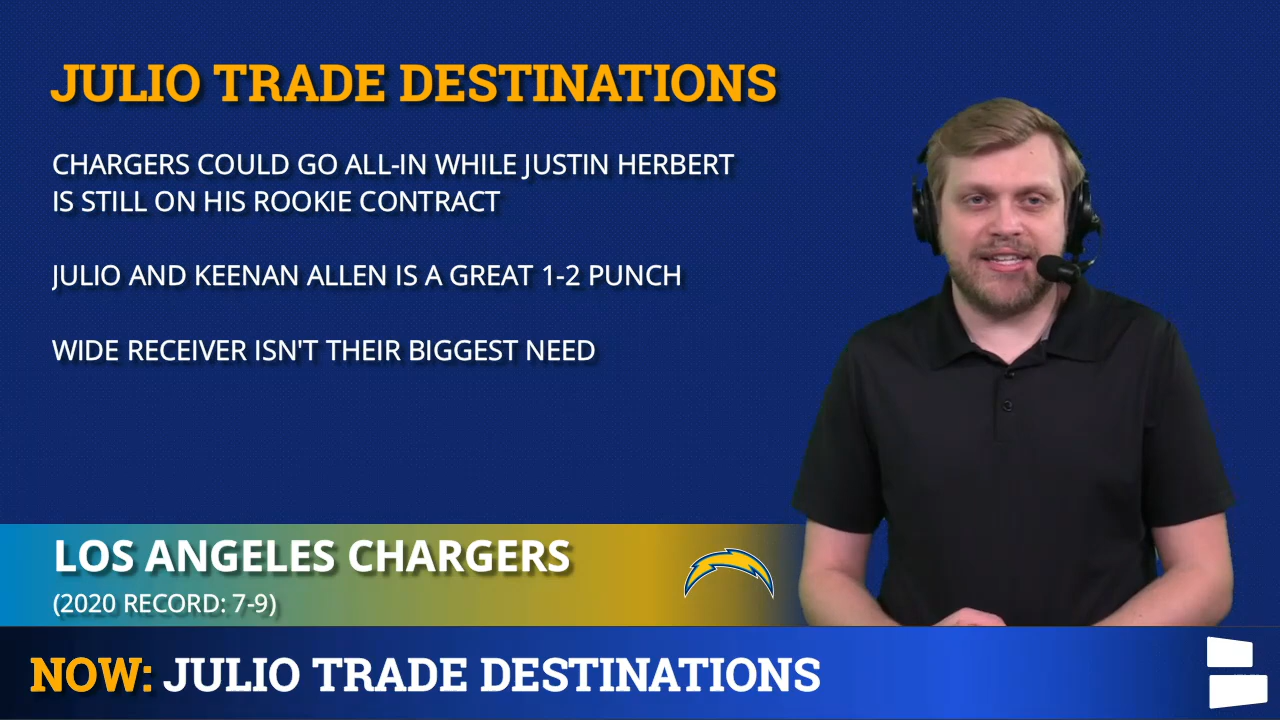 JULIO TRADE DESTINATIONS
CHARGERS COULD GO ALL-IN WHILE JUSTIN HERBERT
IS STILL ON HIS ROOKIE CONTRACT
JULIO AND KEENAN ALLEN IS A GREAT 1-2 PUNCH
WIDE RECEIVER ISN'T THEIR BIGGEST NEED
LOS ANGELES CHARGERS
(2020 RECORD: 7-9)
NOW: JULIO TRADE DESTINATIONS